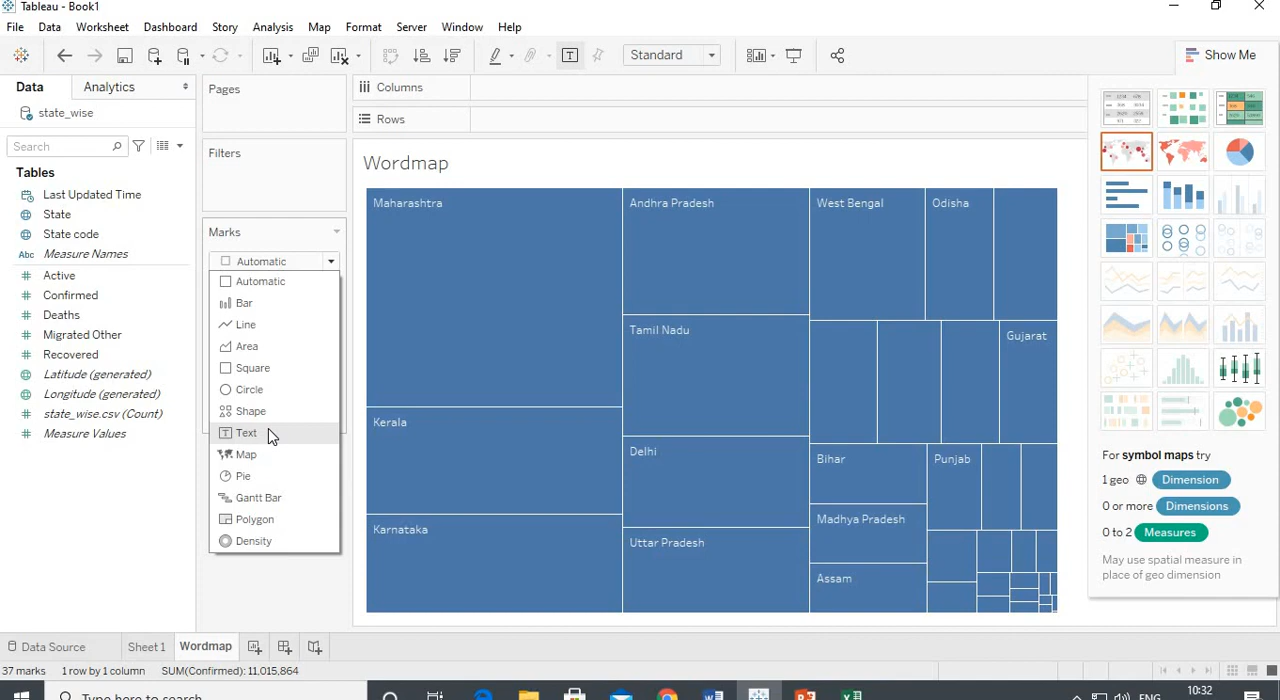 Tableau - Book1
File Data Worksheet Dashboard Story Analysis Map Format Server Window Help
Standard
Show Me
Data
Analytics
state_wise
Search
Tables
Last Updated Time
State
State code
Abc Measure Names
Active
Confirmed
Deaths
Migrated Other
Recovered
Latitude (generated)
Longitude (generated)
state_wise.csv (Count)
Measure Values
Pages
Filters
Marks
Automatic
Automatic
Bar
Line
Area
Square
Circle
Shape
Text
Map
Pie
Gantt Bar
Polygon
Density
Columns
Rows
Wordmap
Maharashtra
Andhra Pradesh
West Bengal
Odisha
Tamil Nadu
Gujarat
Kerala
Delhi
Bihar
Punjab
Madhya Pradesh
Karnataka
Uttar Pradesh
Assam
For symbol maps try
1 geo Dimension
0 or more Dimensions
0 to 2 Measures
May use spatial measure in
place of geo dimension
Data Source
Sheet 1
Wordmap
37 marks 1 row by 1 column SUM(Confirmed): 11,015,864
Type here to search
ENG
10:32